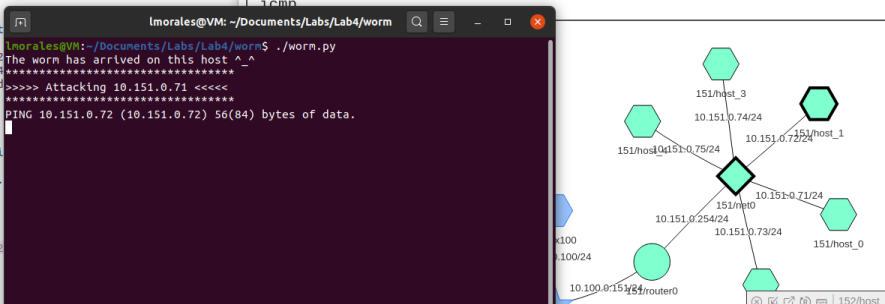 icmp
lmorales@VM: ~/Documents/Labs/Lab4/worm
lmorales@VM:~/Documents/Labs/Lab4/worm$ ./worm.py
The worm has arrived on this host ^_^
***********************************
>>>>> Attacking 10.151.0.71 <<<<<
***********************************
PING 10.151.0.72 (10.151.0.72) 56(84) bytes of data.
151/host_3
10.151.0.74/24
151/host_1
10.151.0.72/24
151/host_4
10.151.0.75/24
10.151.0.71/24
151/net0
10.151.0.254/24
10.151.0.73/24
151/host_0
x100
0.100/24
10.100.0.151/24
151/router0
152/host